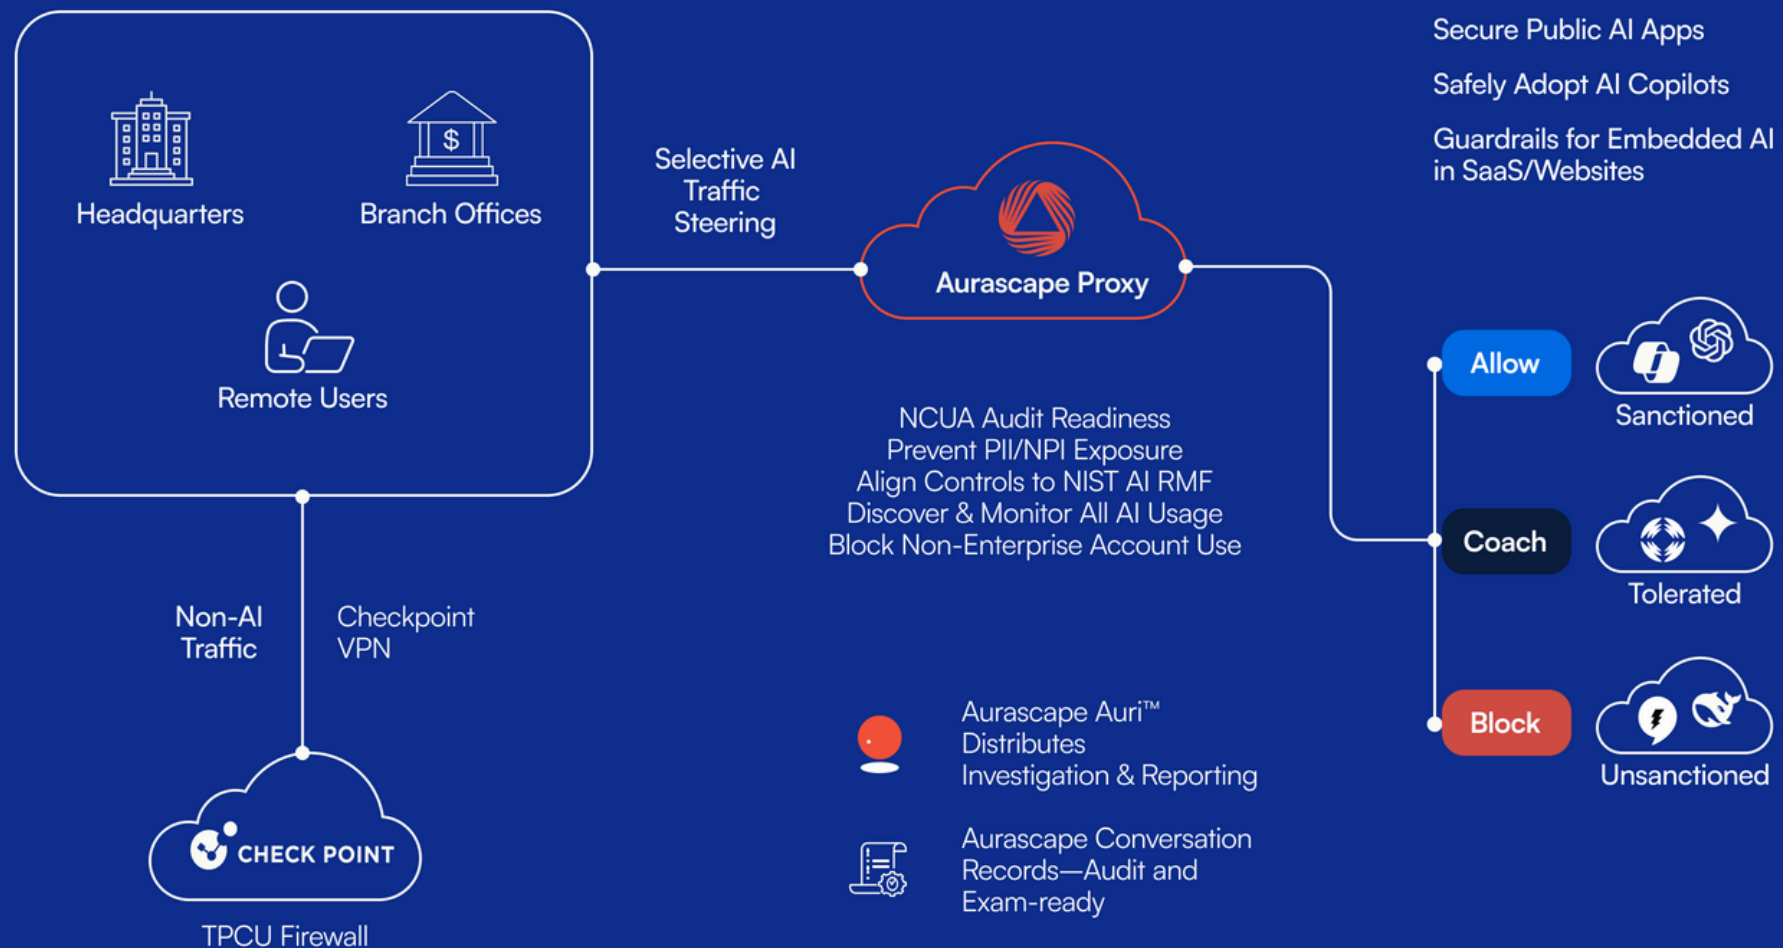 Headquarters
Branch Offices
$
Remote Users
Selective AI
Traffic
Steering
Aurascape Proxy
Secure Public AI Apps
Safely Adopt AI Copilots
Guardrails for Embedded AI
in SaaS/Websites
NCUA Audit Readiness
Prevent PII/NPI Exposure
Align Controls to NIST AI RMF
Discover & Monitor All AI Usage
Block Non-Enterprise Account Use
Allow
Sanctioned
Coach
Tolerated
Block
Unsanctioned
Non-AI
Traffic
Checkpoint
VPN
CHECK POINT
TPCU Firewall
Aurascape Auri™
Distributes
Investigation & Reporting
Aurascape Conversation
Records—Audit and
Exam-ready